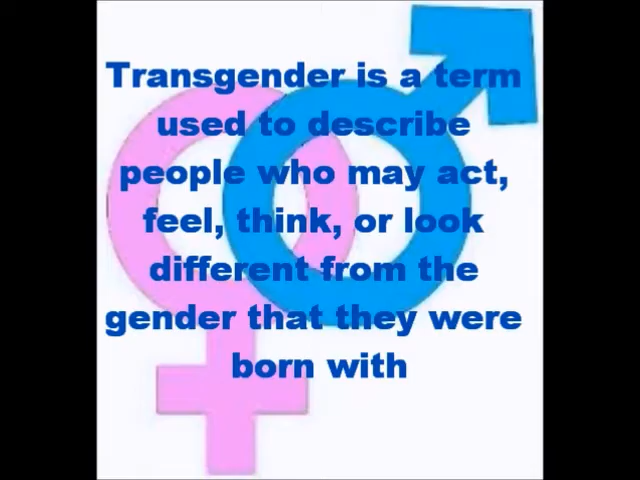 Transgender is a term
used to describe
people who may act,
feel, think, or look
different from the
gender that they were
born with